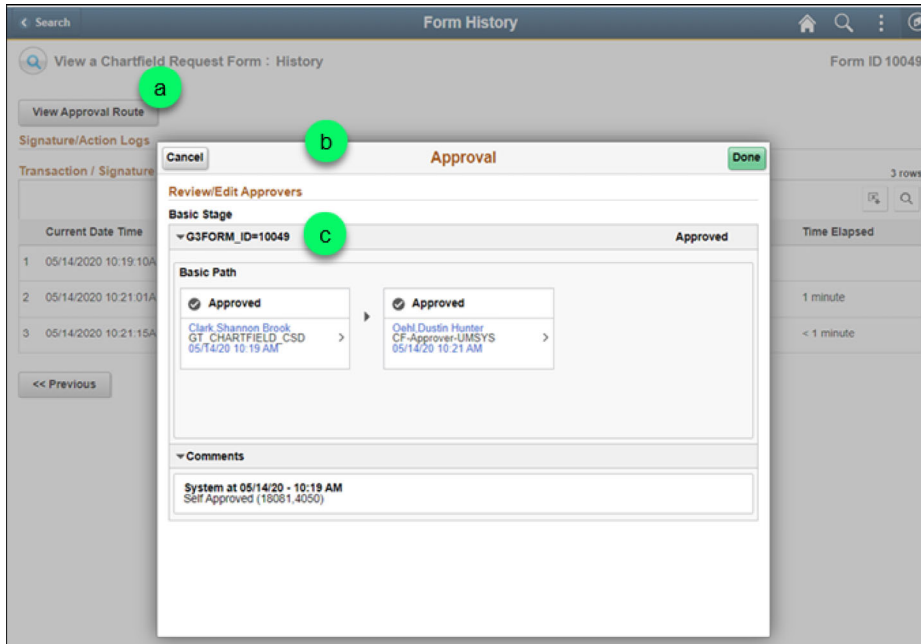 Search
Form History
View a Chartfield Request Form : History
Form ID 10049
a
View Approval Route
Signature/Action Logs
b
Cancel
Approval
Done
Transaction / Signature
3 rows
Review/Edit Approvers
Basic Stage
G3FORM_ID=10049
c
Approved
Current Date Time
Time Elapsed
1 05/14/2020 10:19:10A
2 05/14/2020 10:21:01A
1 minute
3 05/14/2020 10:21:15A
< 1 minute
Basic Path
Approved
Clark,Shannon Brook
GT_CHARTFIELD_CSD
05/14/20 10:19 AM
Approved
Oehl,Dustin Hunter
CF-Approver-UMSYS
05/14/20 10:21 AM
<< Previous
Comments
System at 05/14/20 - 10:19 AM
Self Approved (18081,4050)